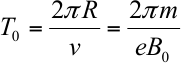 T₀ = 2πR/v = 2πm/eB₀